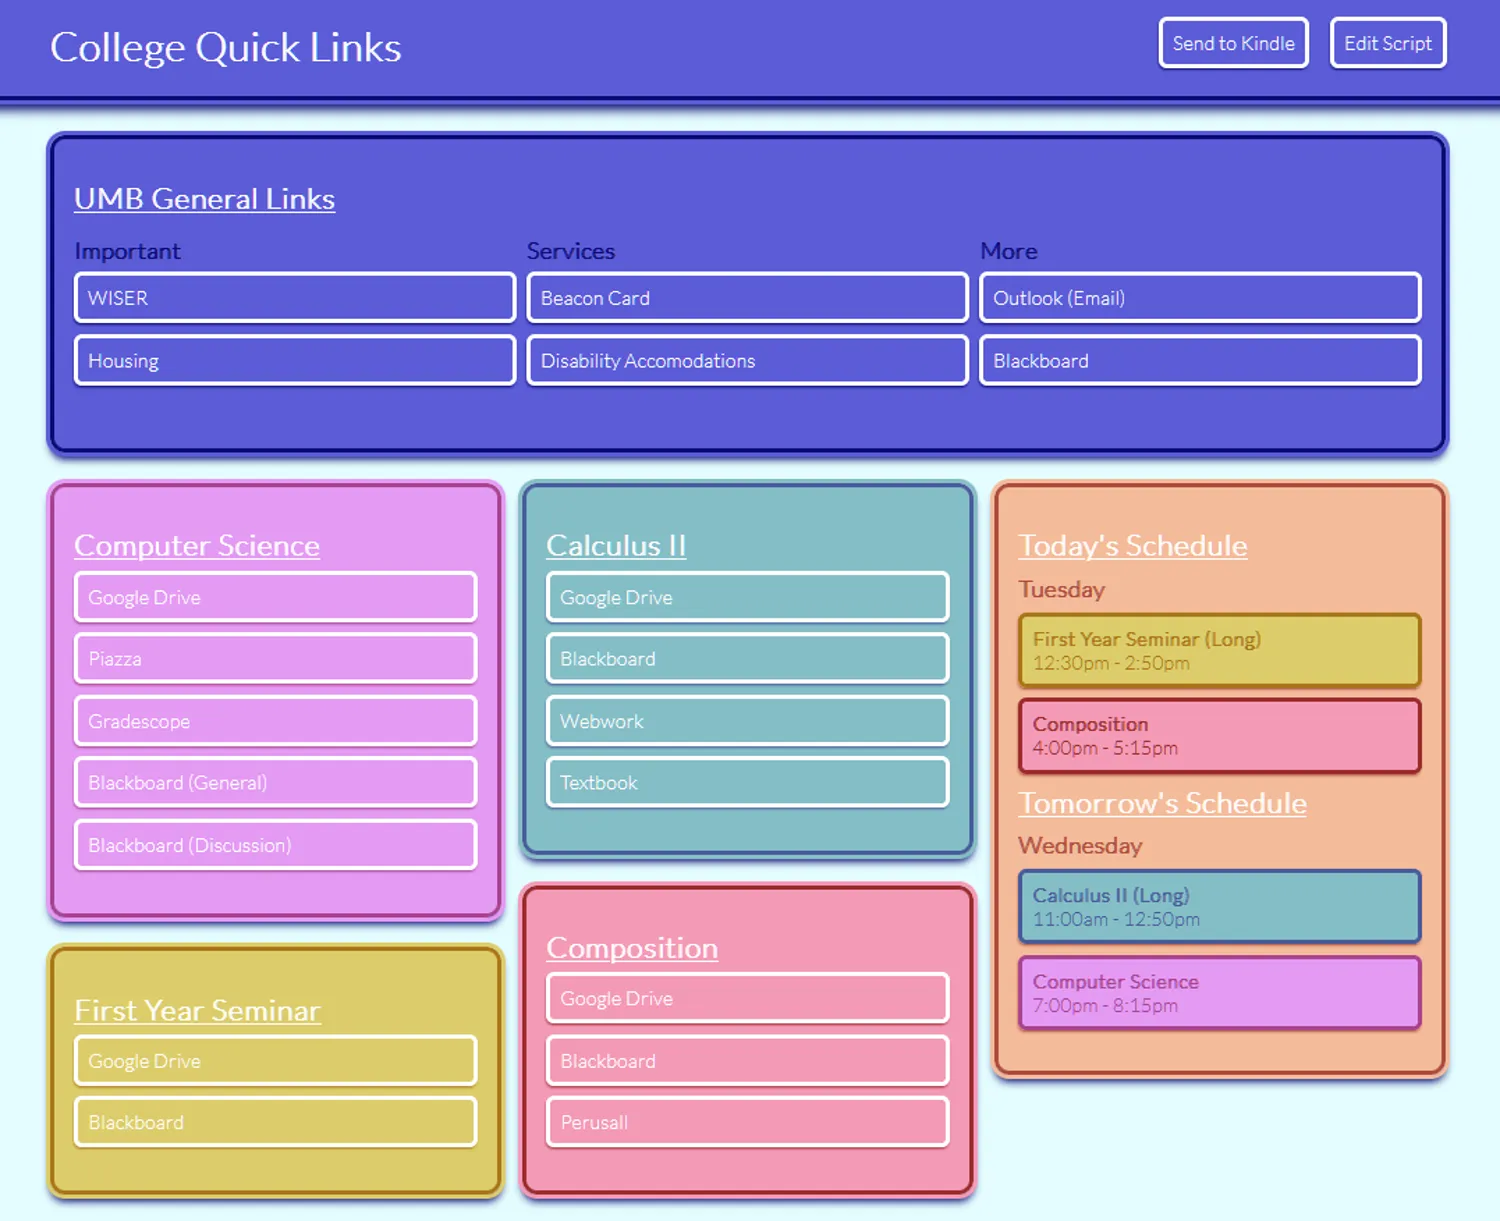 College Quick Links
Send to Kindle
Edit Script
UMB General Links
Important
WISER
Housing
Services
Beacon Card
Disability Accomodations
More
Outlook (Email)
Blackboard
Computer Science
Google Drive
Piazza
Gradescope
Blackboard (General)
Blackboard (Discussion)
First Year Seminar
Google Drive
Blackboard
Calculus II
Google Drive
Blackboard
Webwork
Textbook
Composition
Google Drive
Blackboard
Perusall
Today's Schedule
Tuesday
First Year Seminar (Long)
12:30pm - 2:50pm
Composition
4:00pm - 5:15pm
Tomorrow's Schedule
Wednesday
Calculus II (Long)
11:00am - 12:50pm
Computer Science
7:00pm - 8:15pm